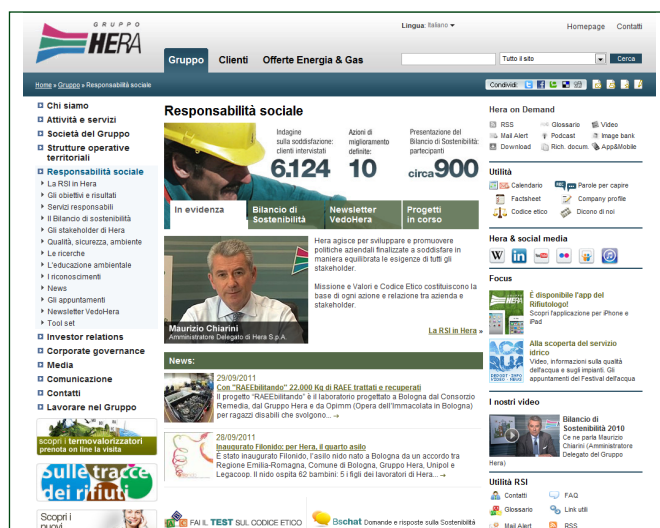 GRUPPO
HERA
Lingua: Italiano
Homepage Contatti
Gruppo Clienti Offerte Energia & Gas
Tutto il sito
Cerca
Home » Gruppo » Responsabilità sociale
Condividi:
Chi siamo
Attività e servizi
Società del Gruppo
Strutture operative
territoriali
Responsabilità sociale
La RSI in Hera
Gli obiettivi e risultati
Servizi responsabili
Il Bilancio di sostenibilità
Gli stakeholder di Hera
Qualità, sicurezza, ambiente
Le ricerche
L'educazione ambientale
I riconoscimenti
News
Gli appuntamenti
Newsletter VedoHera
Tool set
Investor relations
Corporate governance
Media
Comunicazione
Contatti
Lavorare nel Gruppo
scopri i termovalorizzatori
prenota on line la visita
sulle tracce
dei rifiuti
Scopri i
nuovi
Responsabilità sociale
Indagine
sulla soddisfazione:
clienti intervistati
6.124
Azioni di
miglioramento
definite:
10
Presentazione del
Bilancio di Sostenibilità:
partecipanti
circa 900
In evidenza
Bilancio di
Sostenibilità
Newsletter
VedoHera
Progetti
in corso
Maurizio Chiarini
Amministratore Delegato di Hera S.p.A.
Hera agisce per sviluppare e promuovere
politiche aziendali finalizzate a soddisfare in
maniera equilibrata le esigenze di tutti gli
stakeholder.
Missione e Valori e Codice Etico costituiscono la
base di ogni azione e relazione tra azienda e
stakeholder.
La RSI in Hera »
News:
29/09/2011
Con "RAEEbilitando" 22.000 Kg di RAEE trattati e recuperati
Il progetto "RAEEbilitando" è il laboratorio progettato a Bologna dal Consorzio
Remedia, dal Gruppo Hera e da Opimm (Opera dell'Immacolata in Bologna)
per ragazzi disabili che svolgono... →
28/09/2011
Inaugurato Filonido: per Hera, il quarto asilo
È stato inaugurato Filonido, l'asilo nido nato a Bologna da un accordo tra
Regione Emilia-Romagna, Comune di Bologna, Gruppo Hera, Unipol e
Legacoop. Il nido ospita 62 bambini: 5 i figli dei lavoratori di Hera... →
FAI IL TEST SUL CODICE ETICO
Bschat Domande e risposte sulla Sostenibilità
Hera on Demand
RSS Glossario Video
Mail Alert Podcast Image bank
Download Rich. docum. App&Mobile
Utilità
Calendario Parole per capire
Factsheet Company profile
Codice etico Dicono di noi
Hera & social media
W in
Focus
È disponibile l'app del
Rifiutologo!
Scopri l'applicazione per iPhone e
iPad
Alla scoperta del servizio
idrico
Video, informazioni sulla qualità
dell'acqua e sugli impianti. Gli
appuntamenti del Festival dell'acqua
I nostri video
Bilancio di
Sostenibilità 2010
Ce ne parla Maurizio
Chiarini (Amministratore
Delegato del Gruppo
Hera)
Utilità RSI
Contatti FAQ
Glossario Link utili
Mail Alert RSS